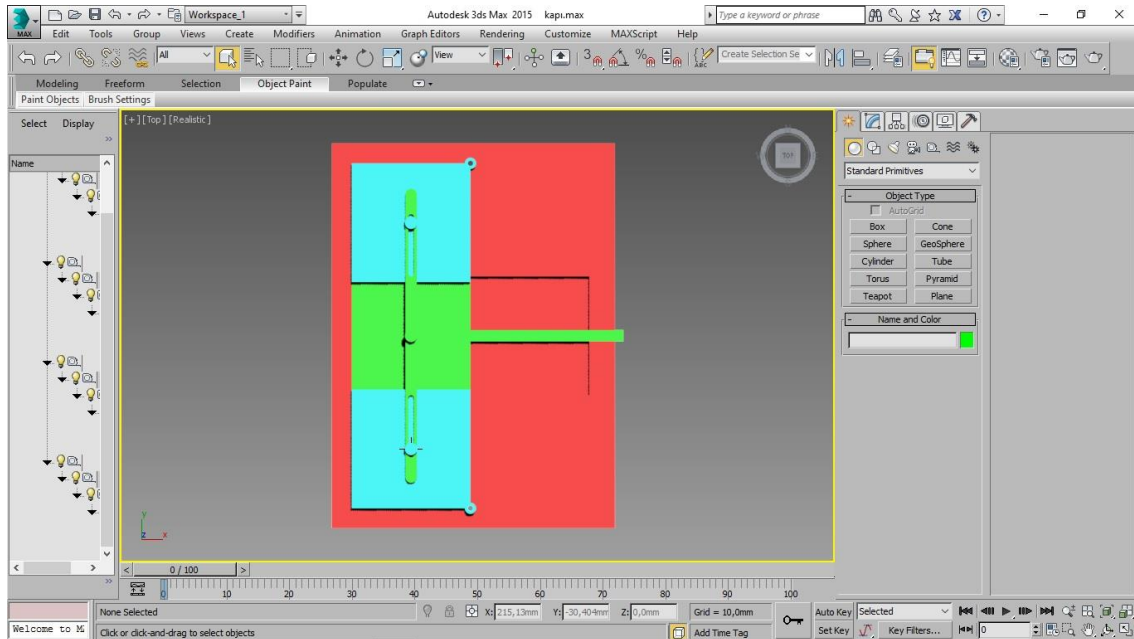 Workspace_1
Autodesk 3ds Max 2015 kapı.max
Type a keyword or phrase
MAX
Edit Tools Group Views Create Modifiers Animation Graph Editors Rendering Customize MAXScript Help
All
View
3
Create Selection Se
ABC
Modeling Freeform Selection Object Paint Populate
Paint Objects Brush Settings
Select Display
Name
[+] [Top] [Realistic]
TOP
y
z x
Standard Primitives
- Object Type
AutoGrid
Box Cone
Sphere GeoSphere
Cylinder Tube
Torus Pyramid
Teapot Plane
- Name and Color
< 0 / 100 >
0 10 20 30 40 50 60 70 80 90 100
None Selected
X: 215,13mm Y: -30,404mm Z: 0,0mm Grid = 10,0mm
Auto Key Selected
Welcome to M
Click or click-and-drag to select objects
Add Time Tag
Set Key Key Filters... 0